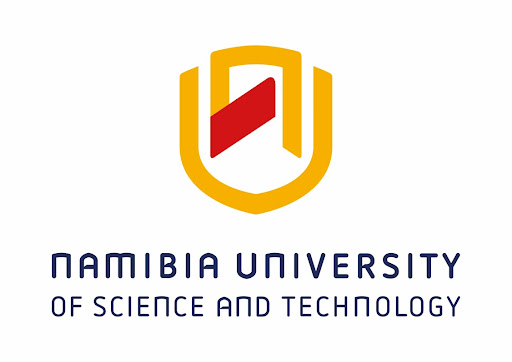 NAMIBIA UNIVERSITY
OF SCIENCE AND TECHNOLOGY